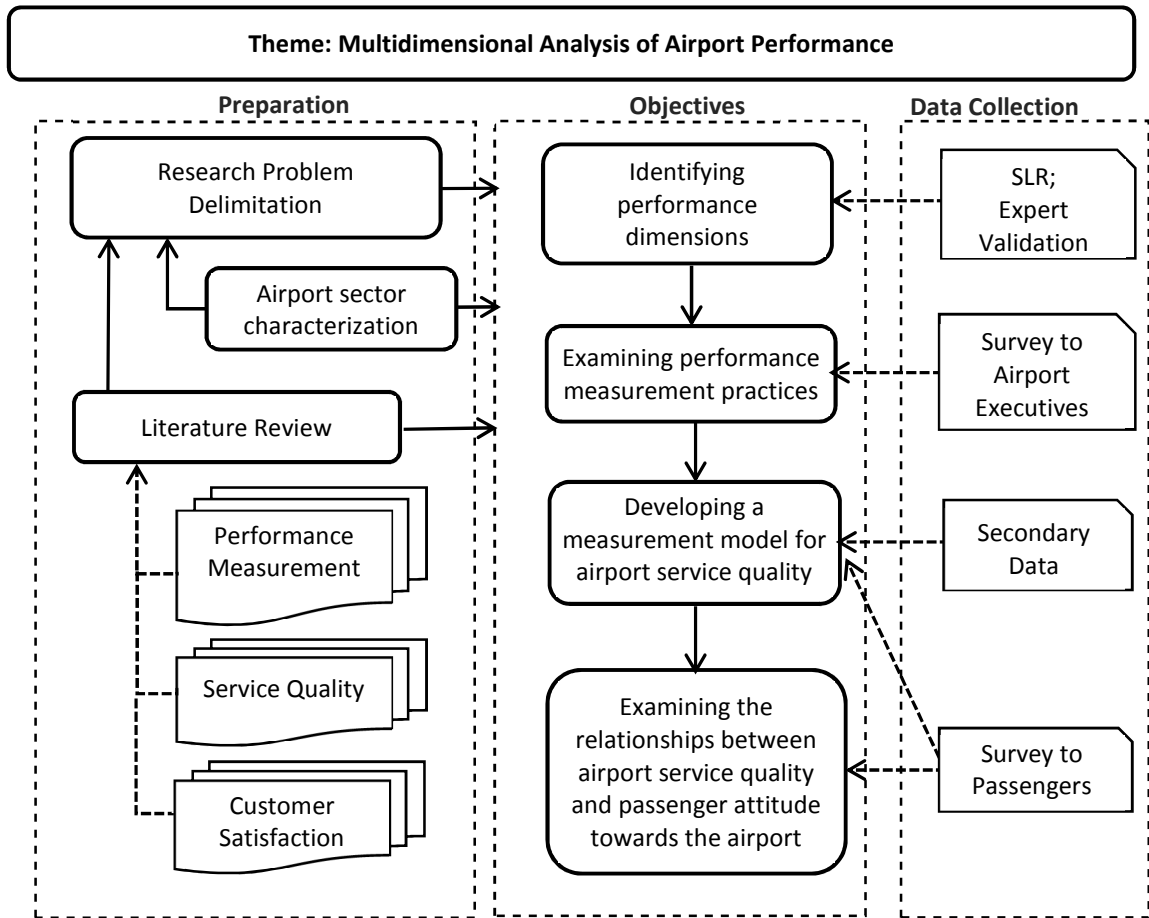 Theme: Multidimensional Analysis of Airport Performance
Preparation
Research Problem
Delimitation
Airport sector
characterization
Literature Review
Performance
Measurement
Service Quality
Customer
Satisfaction
Objectives
Identifying
performance
dimensions
Examining performance
measurement practices
Developing a
measurement model for
airport service quality
Examining the
relationships between
airport service quality
and passenger attitude
towards the airport
Data Collection
SLR;
Expert
Validation
Survey to
Airport
Executives
Secondary
Data
Survey to
Passengers